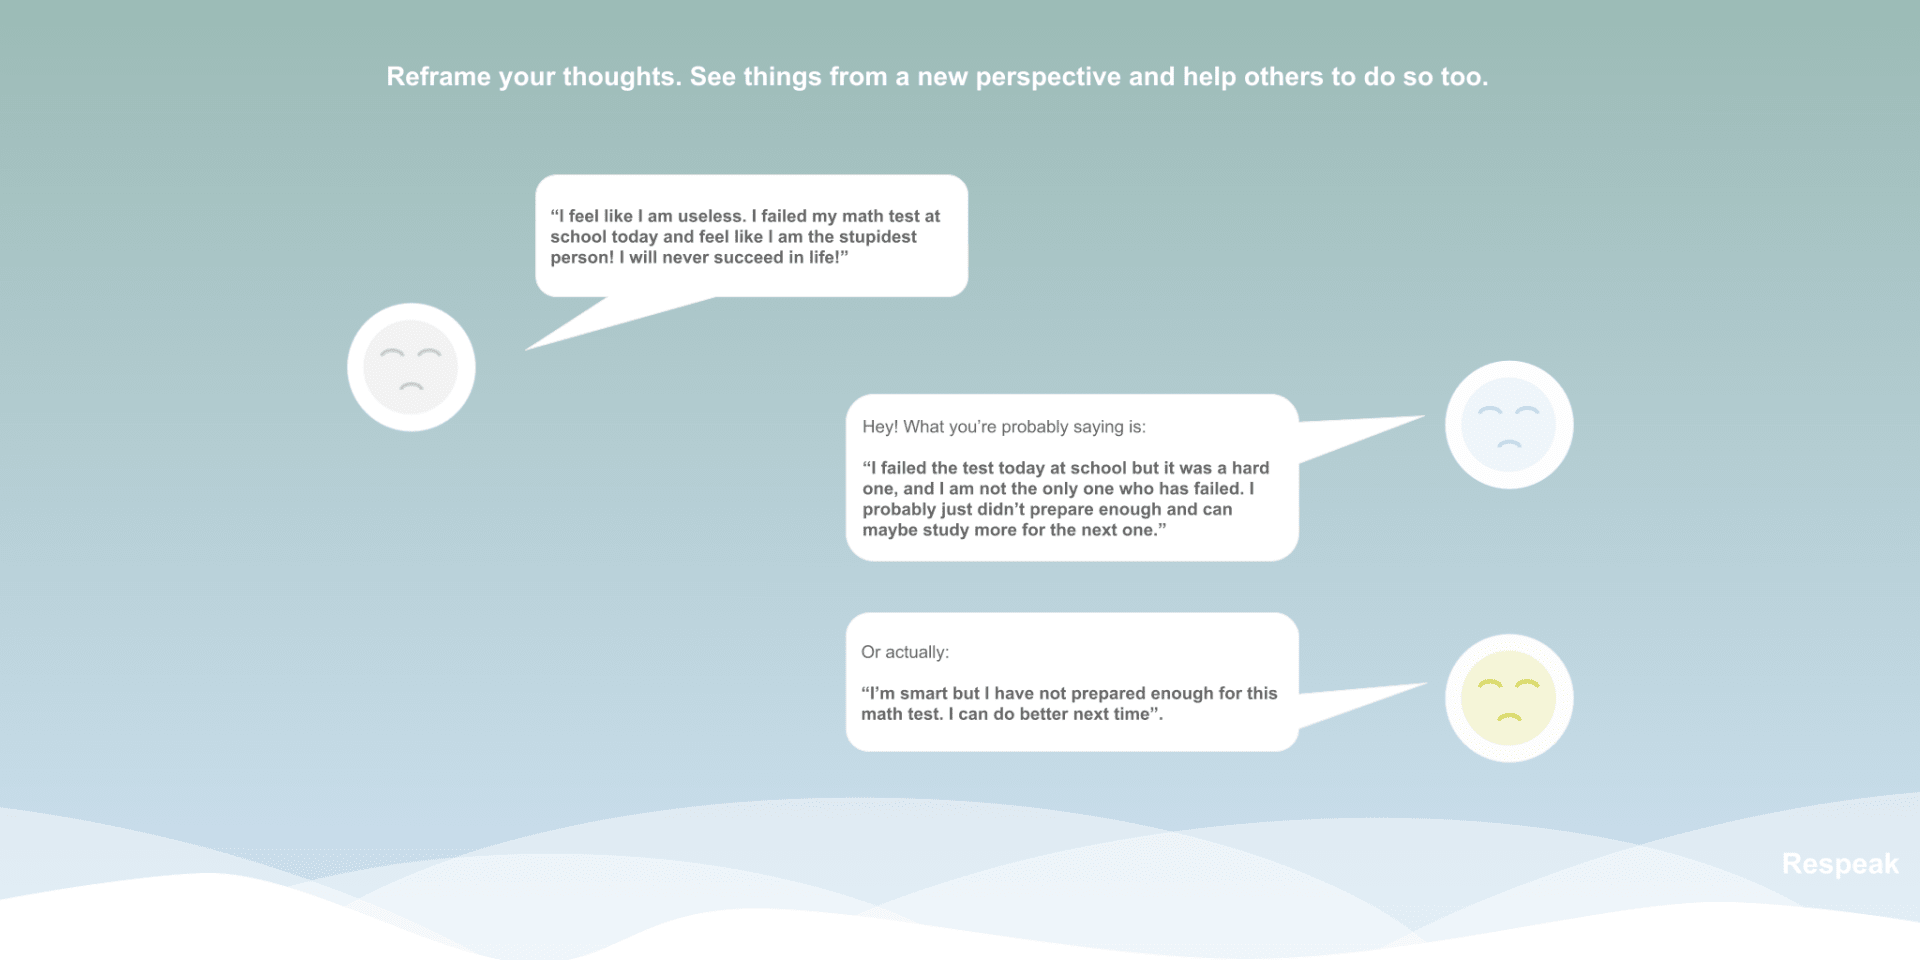 Reframe your thoughts. See things from a new perspective and help others to do so too.
“I feel like I am useless. I failed my math test at
school today and feel like I am the stupidest
person! I will never succeed in life!”
Hey! What you’re probably saying is:
“I failed the test today at school but it was a hard
one, and I am not the only one who has failed. I
probably just didn’t prepare enough and can
maybe study more for the next one.”
Or actually:
“I’m smart but I have not prepared enough for this
math test. I can do better next time”.
Respeak